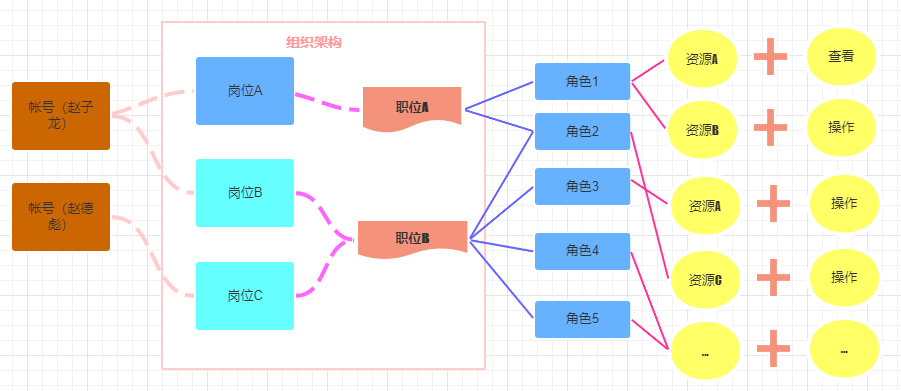 组织架构
帐号（赵子
龙）
帐号（赵德
彪）
岗位A
岗位B
岗位C
职位A
职位B
角色1
角色2
角色3
角色4
角色5
资源A
查看
资源B
操作
资源A
操作
资源C
操作
...
...